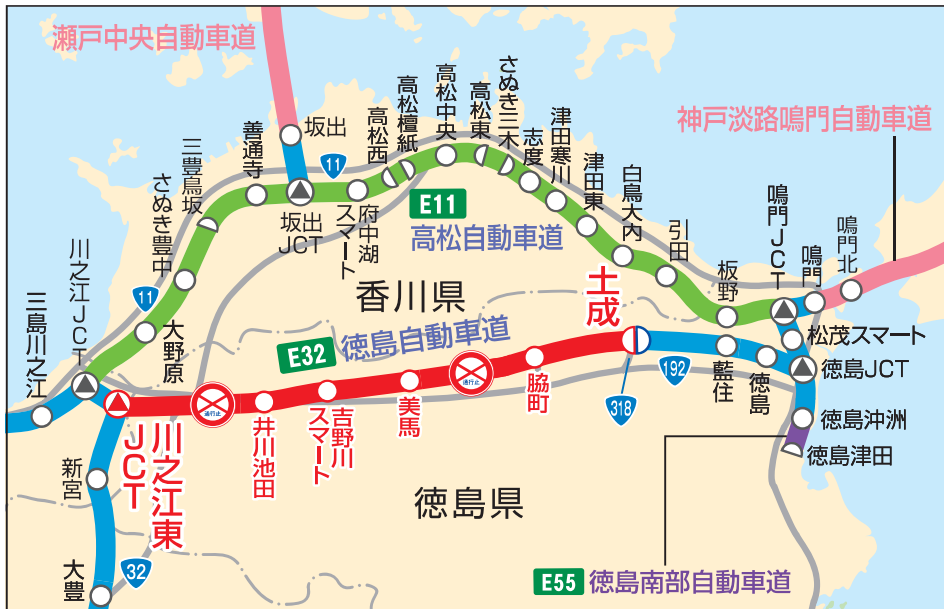 瀬戸中央自動車道
神戸淡路鳴門自動車道
坂出
善通寺
三豊鳥坂
さぬき豊中
大野原
川之江JCT
三島川之江
11
11
坂出
JCT
府中湖
スマート
高松西
高松檀紙
高松中央
高松東
さぬき三木
志度
津田寒川
津田東
白鳥大内
引田
板野
鳴門JCT
鳴門
鳴門北
E11
高松自動車道
香川県
土成
E32 徳島自動車道
松茂スマート
徳島JCT
徳島
藍住
192
318
脇町
美馬
吉野川
スマート
井川池田
通行止
通行止
川之江東
JCT
新宮
大豊
32
徳島県
徳島沖洲
徳島津田
E55 徳島南部自動車道